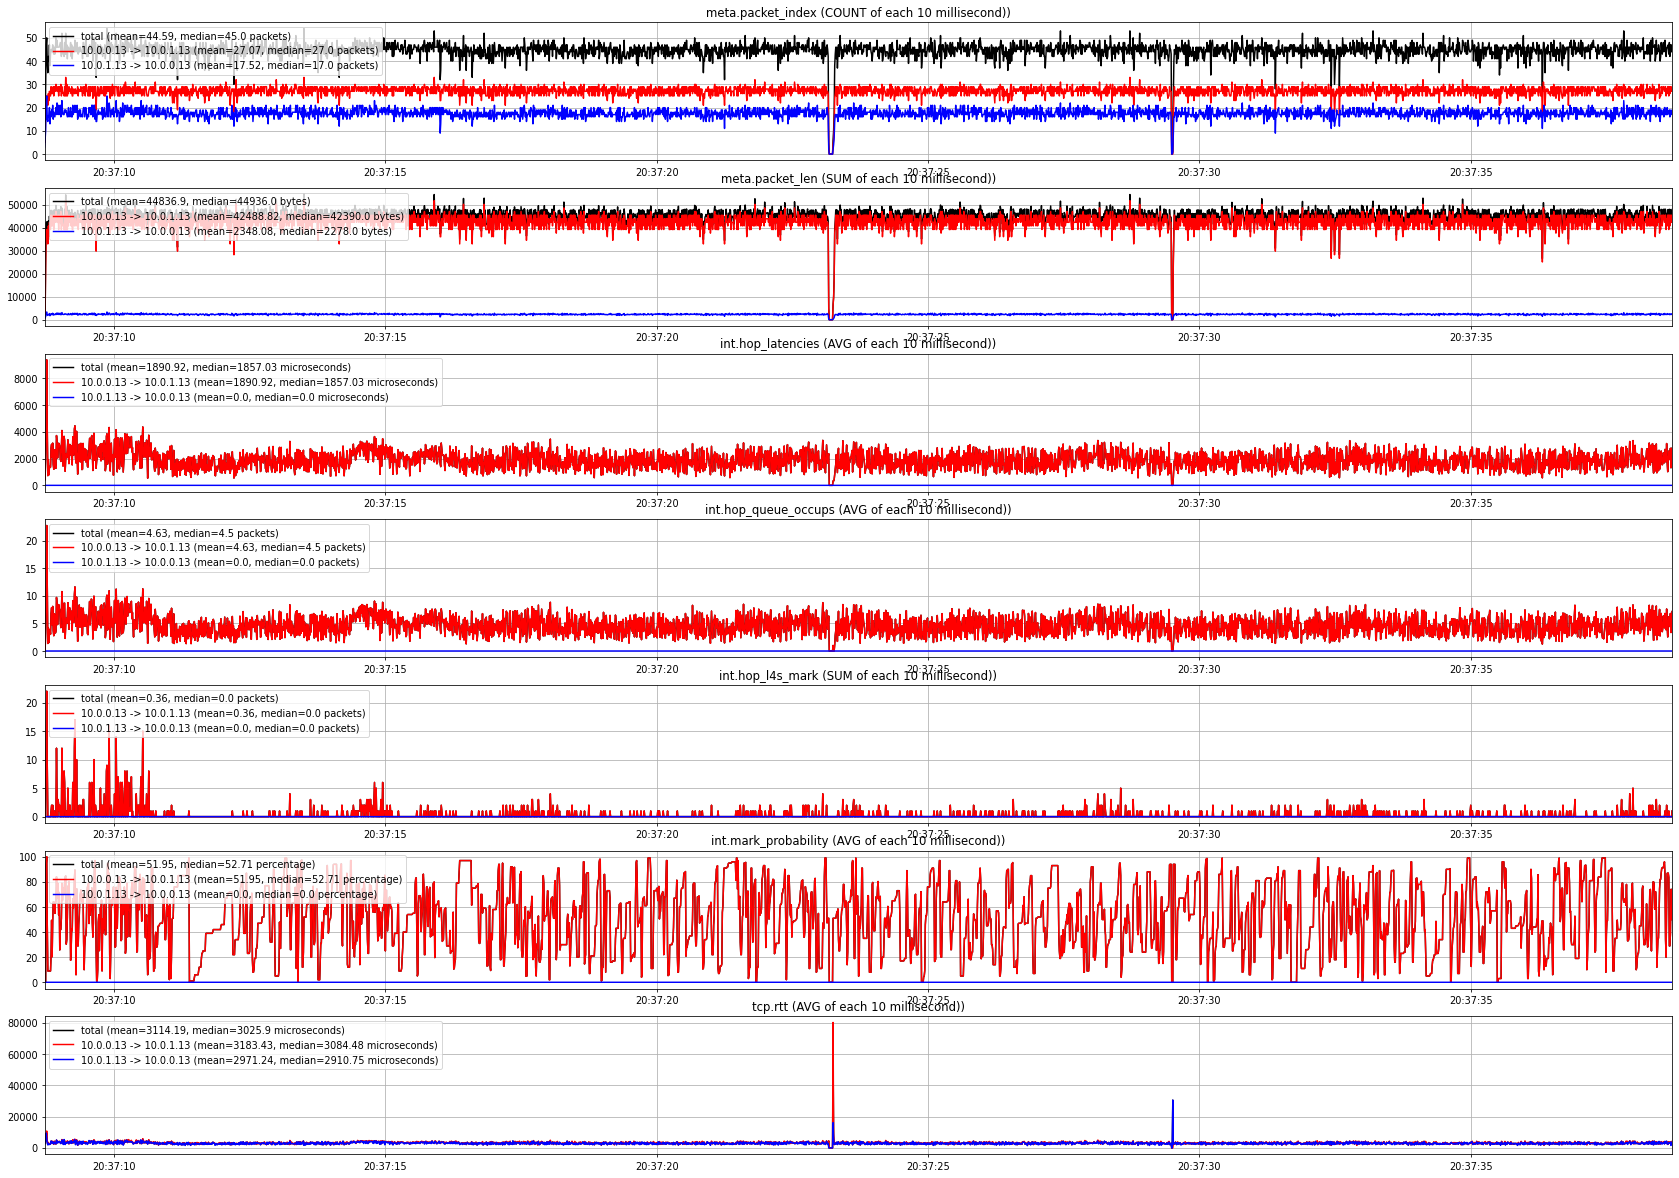 meta.packet_index (COUNT of each 10 millisecond))
total (mean=44.59, median=45.0 packets)
10.0.0.13 -> 10.0.1.13 (mean=27.07, median=27.0 packets)
10.0.1.13 -> 10.0.0.13 (mean=17.52, median=17.0 packets)
50
40
30
20
10
0
20:37:10 20:37:15 20:37:20 20:37:25 20:37:30 20:37:35
meta.packet_len (SUM of each 10 millisecond))
total (mean=44836.9, median=44936.0 bytes)
10.0.0.13 -> 10.0.1.13 (mean=42488.82, median=42390.0 bytes)
10.0.1.13 -> 10.0.0.13 (mean=2348.08, median=2278.0 bytes)
50000
40000
30000
20000
10000
0
20:37:10 20:37:15 20:37:20 20:37:25 20:37:30 20:37:35
int.hop_latencies (AVG of each 10 millisecond))
total (mean=1890.92, median=1857.03 microseconds)
10.0.0.13 -> 10.0.1.13 (mean=1890.92, median=1857.03 microseconds)
10.0.1.13 -> 10.0.0.13 (mean=0.0, median=0.0 microseconds)
8000
6000
4000
2000
0
20:37:10 20:37:15 20:37:20 20:37:25 20:37:30 20:37:35
int.hop_queue_occups (AVG of each 10 millisecond))
total (mean=4.63, median=4.5 packets)
10.0.0.13 -> 10.0.1.13 (mean=4.63, median=4.5 packets)
10.0.1.13 -> 10.0.0.13 (mean=0.0, median=0.0 packets)
20
15
10
5
0
20:37:10 20:37:15 20:37:20 20:37:25 20:37:30 20:37:35
int.hop_l4s_mark (SUM of each 10 millisecond))
total (mean=0.36, median=0.0 packets)
10.0.0.13 -> 10.0.1.13 (mean=0.36, median=0.0 packets)
10.0.1.13 -> 10.0.0.13 (mean=0.0, median=0.0 packets)
20
15
10
5
0
20:37:10 20:37:15 20:37:20 20:37:25 20:37:30 20:37:35
int.mark_probability (AVG of each 10 millisecond))
total (mean=51.95, median=52.71 percentage)
10.0.0.13 -> 10.0.1.13 (mean=51.95, median=52.71 percentage)
10.0.1.13 -> 10.0.0.13 (mean=0.0, median=0.0 percentage)
100
80
60
40
20
0
20:37:10 20:37:15 20:37:20 20:37:25 20:37:30 20:37:35
tcp.rtt (AVG of each 10 millisecond))
total (mean=3114.19, median=3025.9 microseconds)
10.0.0.13 -> 10.0.1.13 (mean=3183.43, median=3084.48 microseconds)
10.0.1.13 -> 10.0.0.13 (mean=2971.24, median=2910.75 microseconds)
80000
60000
40000
20000
0
20:37:10 20:37:15 20:37:20 20:37:25 20:37:30 20:37:35